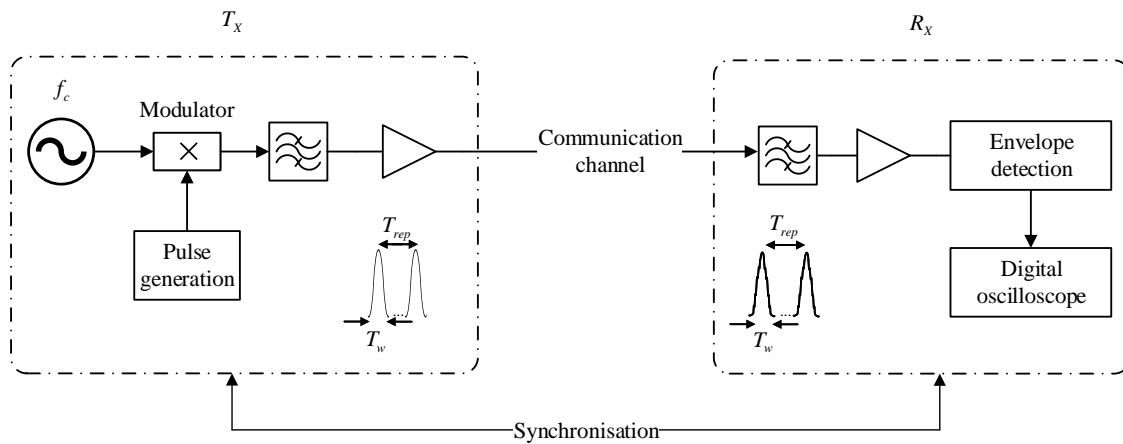 T_X
R_X
f_c
Modulator
×
Pulse
generation
T_rep
T_w
Communication
channel
Envelope
detection
T_rep
T_w
Digital
oscilloscope
Synchronisation